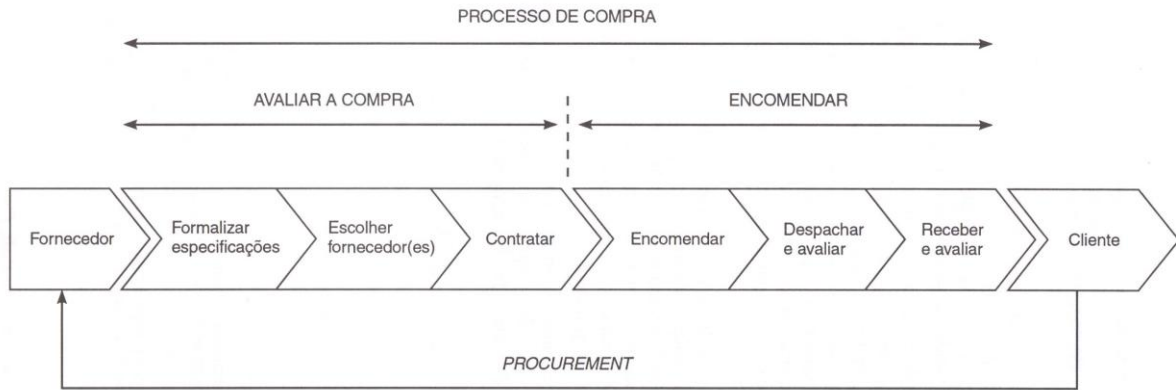 PROCESSO DE COMPRA
AVALIAR A COMPRA
ENCOMENDAR
Fornecedor
Formalizar
especificações
Escolher
fornecedor(es)
Contratar
Encomendar
Despachar
e avaliar
Receber
e avaliar
Cliente
PROCUREMENT